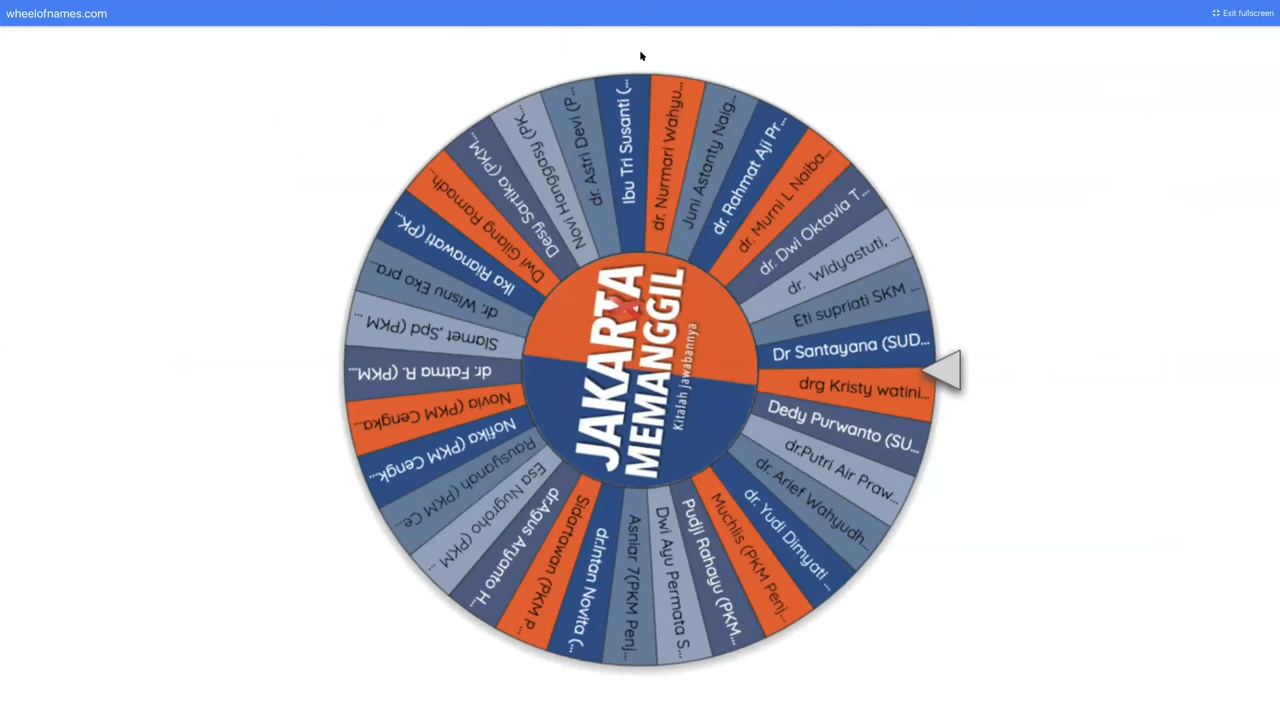 wheelofnames.com
Exit fullscreen
Ibu Tri Susanti (...
dr. Nurmari Wahyu...
Juni Astanty Naig...
dr. Rahmat Aji Pr...
dr. Murni L Naiba...
dr. Dwi Oktavia T...
dr. Widyastuti, ...
Eti supriati SKM ...
Dr Santayana (SUD...
drg Kristy watini...
Dedy Purwanto (SU...
dr.Putri Air Praw...
dr. Arief Wahyudh...
dr. Yudi Dimyati ...
Muchlis (PKM Penj...
Pudji Rahayu (PKM...
Dwi Ayu Permata S...
Asniar 7(PKM Penj...
dr.Intan Novita (...
Sidartawan (PKM P...
dr.Agus Aryanto H...
Esa Nugroho (PKM ...
Rausyanah (PKM Ce...
Nofika (PKM Cengk...
Novia (PKM Cengka...
dr. Fatma R. (PKM...
Slamet, Spd (PKM ...
dr. Wisnu Eko pra...
Ika Rianawati (PK...
Dwi Gilang Ramadh...
Desy Sartika (PKM...
Novi Hanggasy (PK...
dr. Astri Devi (P...
JAKARTA
MEMANGGIL
Kitalah jawabannya